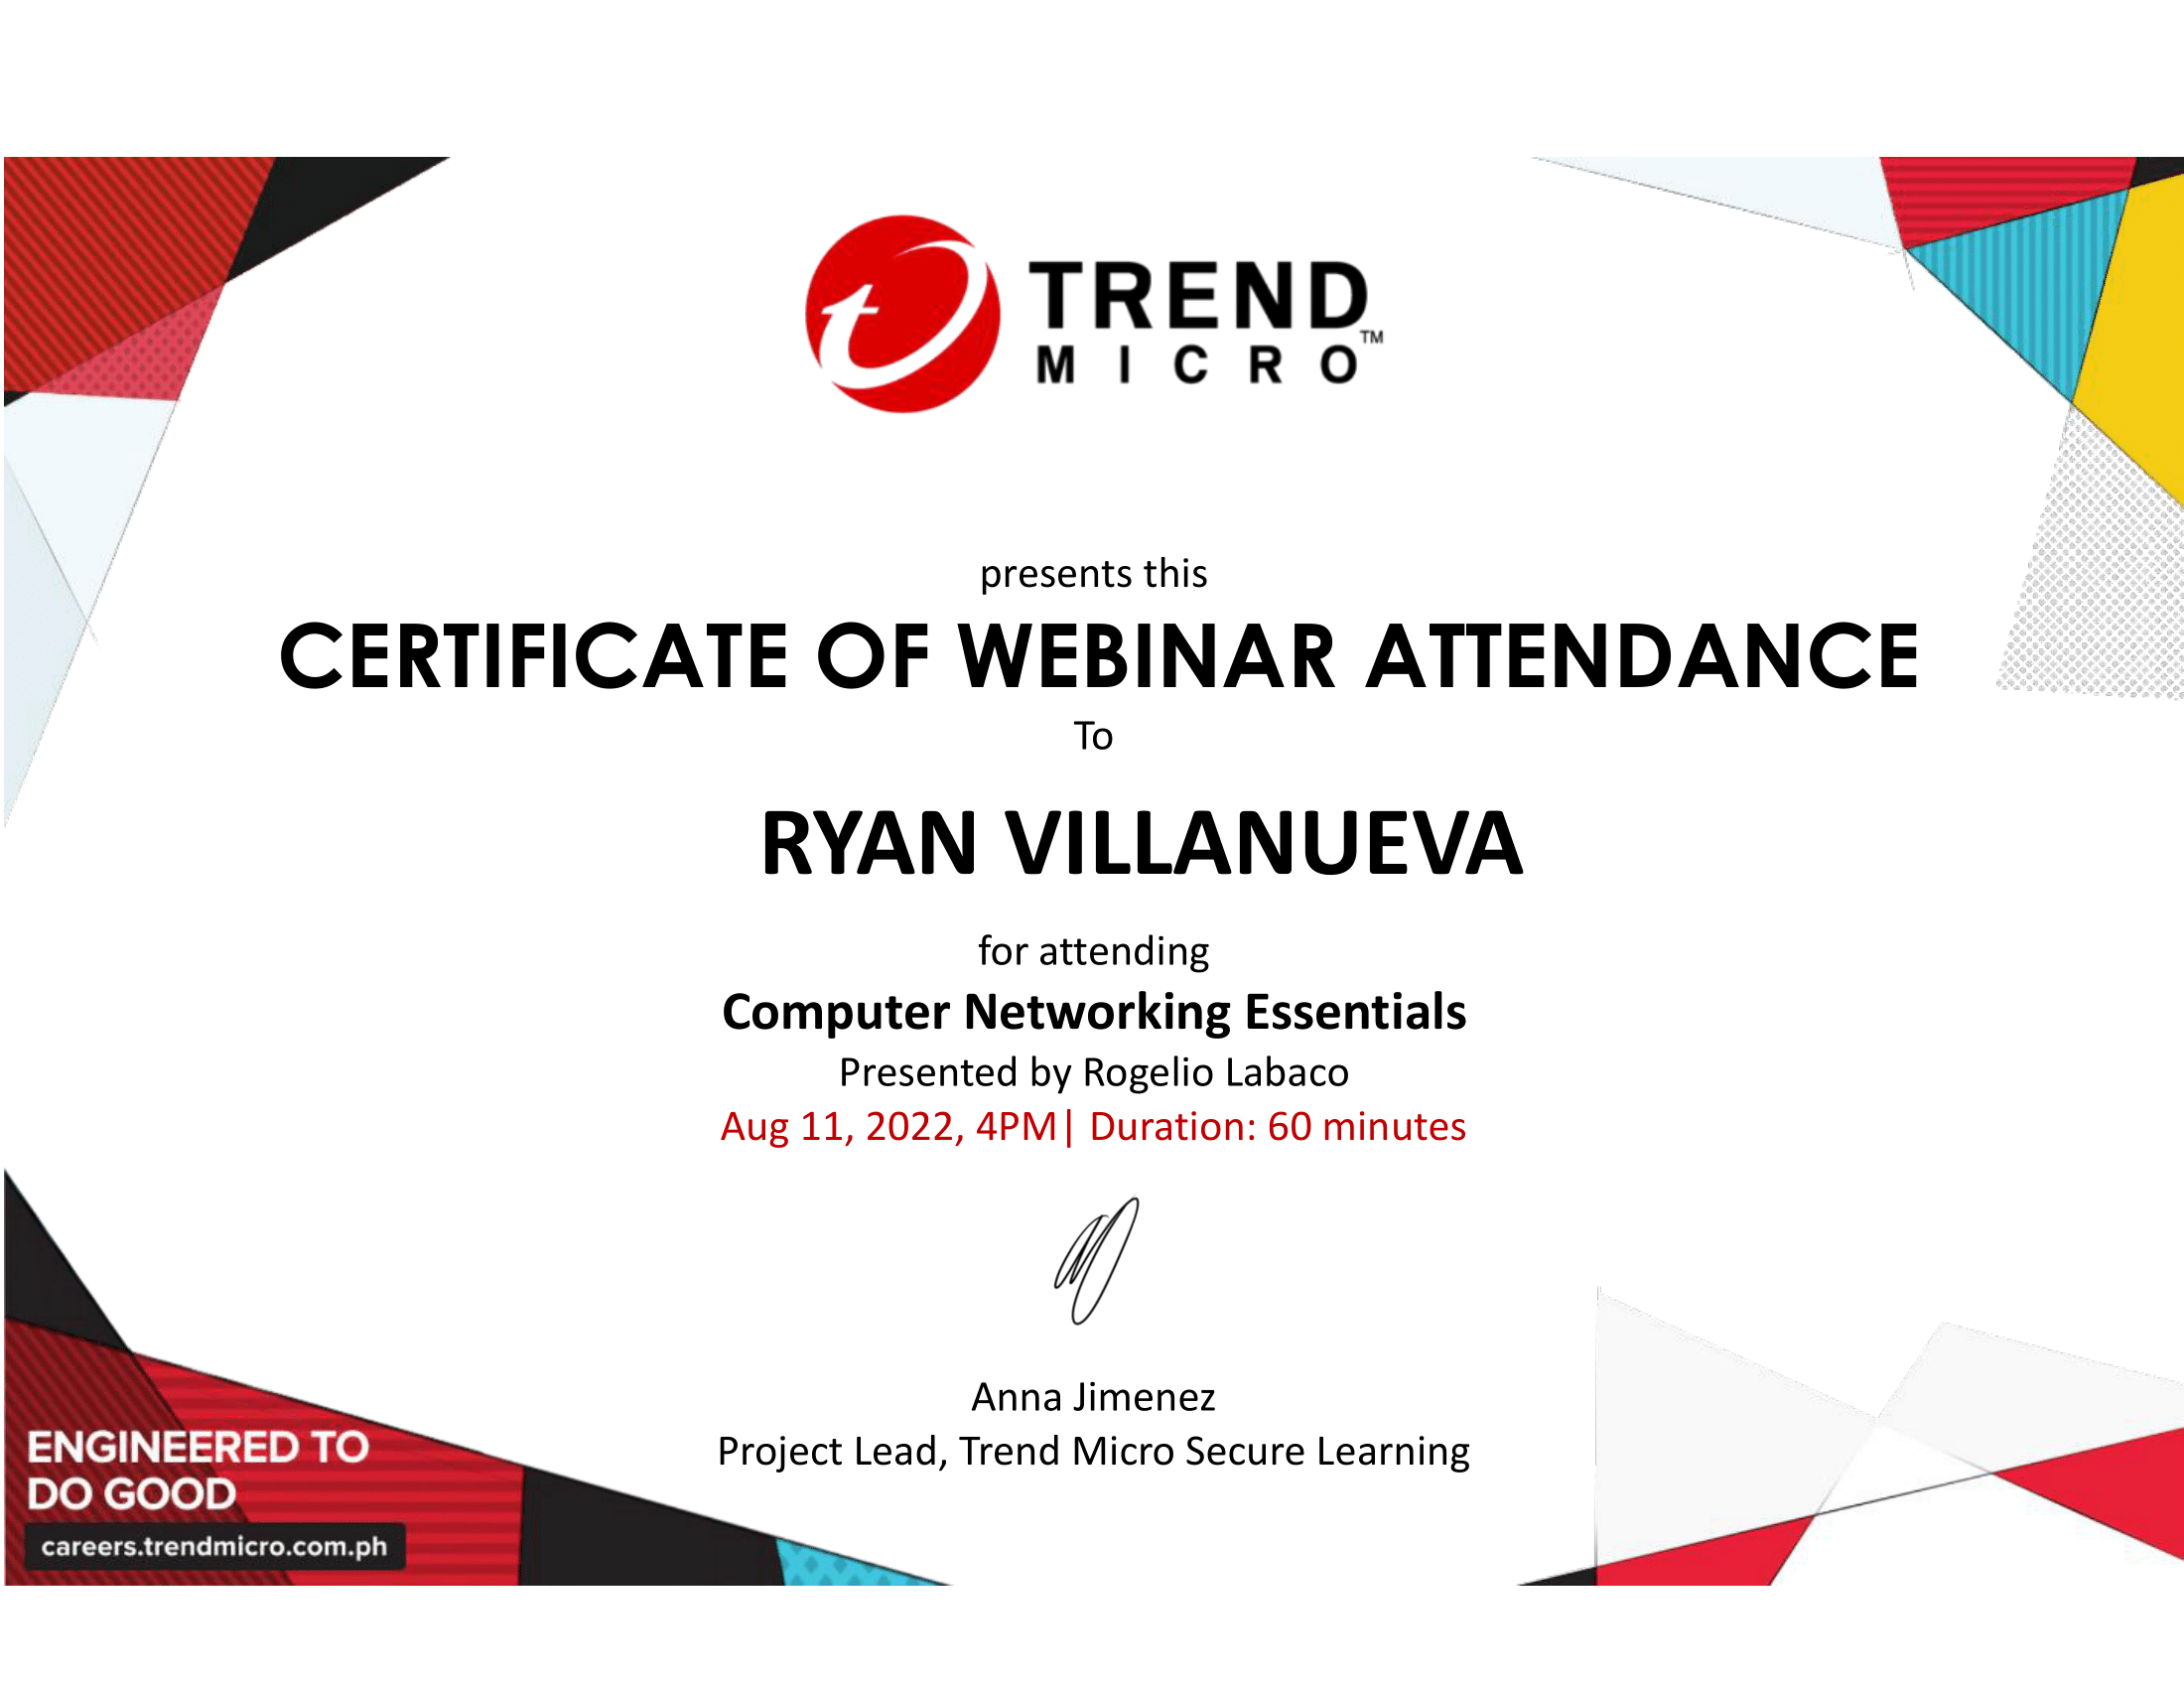 TREND
MICRO™
presents this
CERTIFICATE OF WEBINAR ATTENDANCE
To
RYAN VILLANUEVA
for attending
Computer Networking Essentials
Presented by Rogelio Labaco
Aug 11, 2022, 4PM| Duration: 60 minutes
Anna Jimenez
Project Lead, Trend Micro Secure Learning
ENGINEERED TO
DO GOOD
careers.trendmicro.com.ph